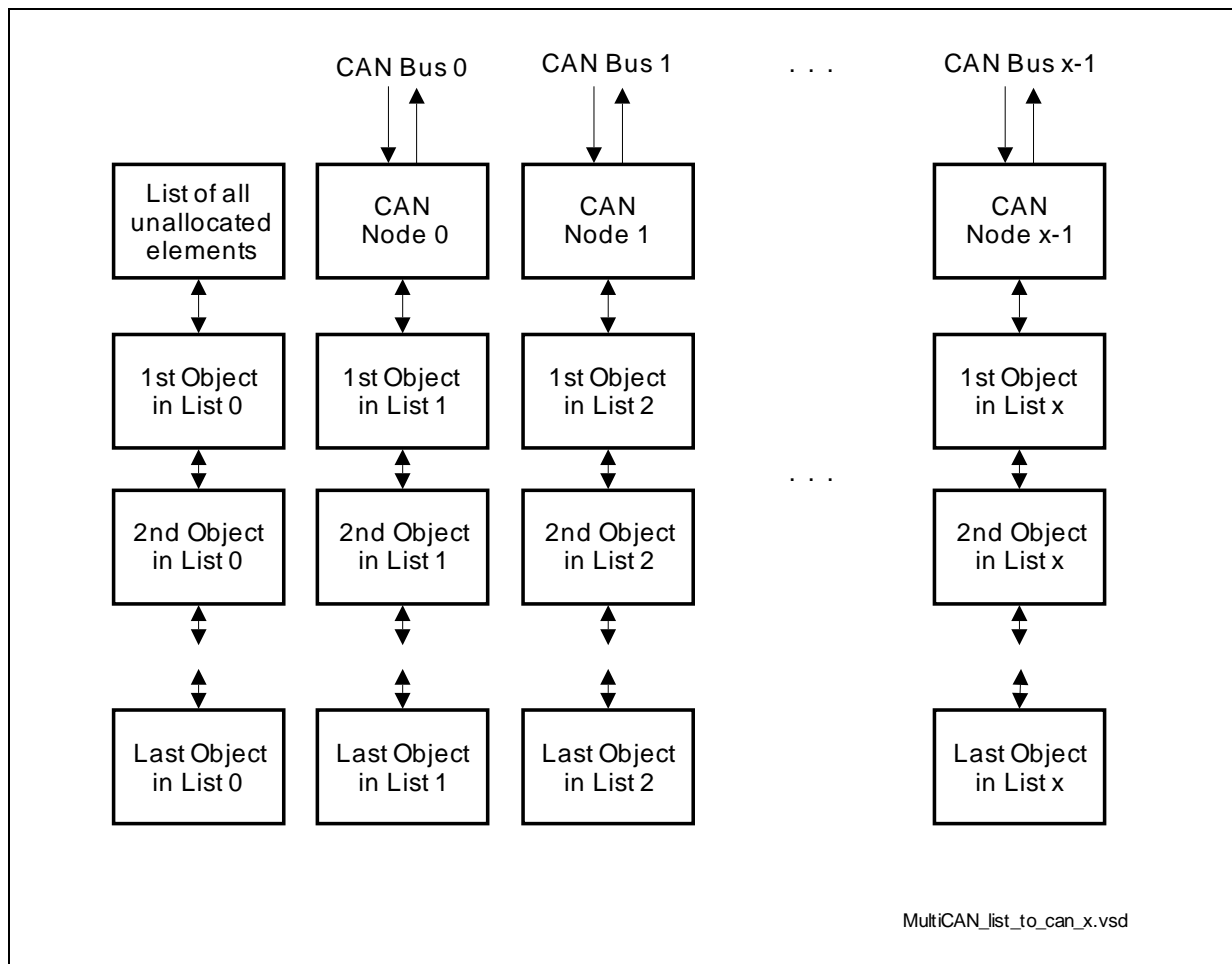 CAN Bus 0
CAN Bus 1
. . .
CAN Bus x-1
List of all
unallocated
elements
CAN
Node 0
CAN
Node 1
CAN
Node x-1
1st Object
in List 0
1st Object
in List 1
1st Object
in List 2
1st Object
in List x
. . .
2nd Object
in List 0
2nd Object
in List 1
2nd Object
in List 2
2nd Object
in List x
Last Object
in List 0
Last Object
in List 1
Last Object
in List 2
Last Object
in List x
MultiCAN_list_to_can_x.vsd